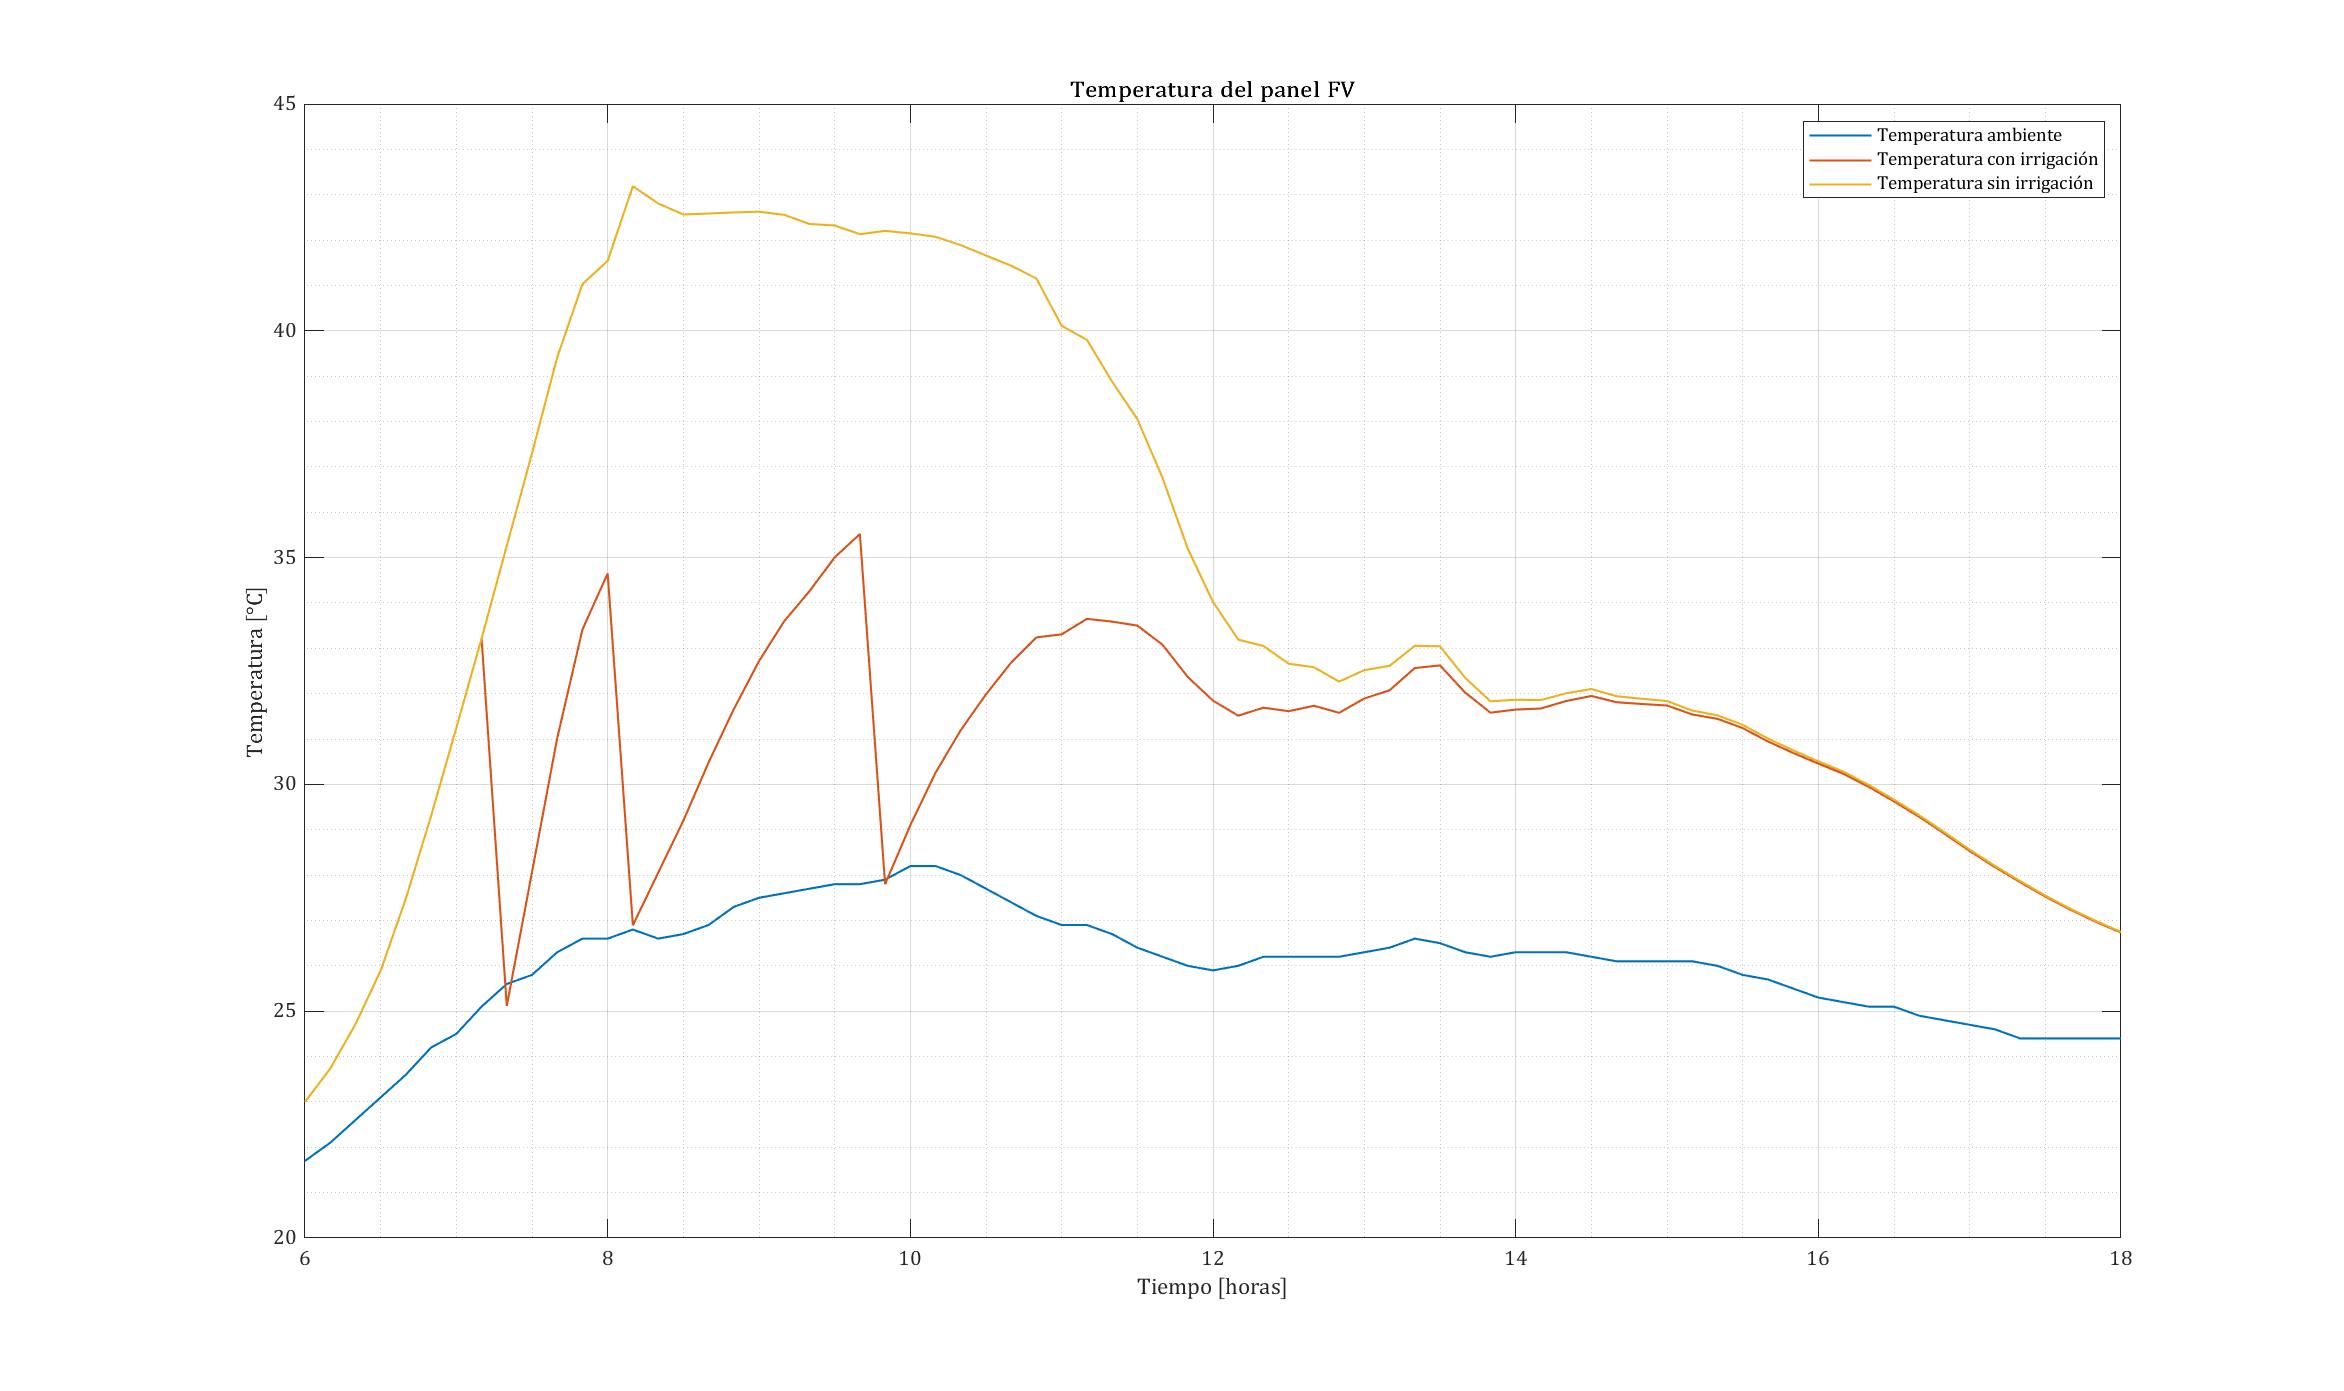 Temperatura del panel FV
45
Temperatura ambiente
Temperatura con irrigación
Temperatura sin irrigación
40
35
Temperatura [°C]
30
25
20
6 8 10 12 14 16 18
Tiempo [horas]